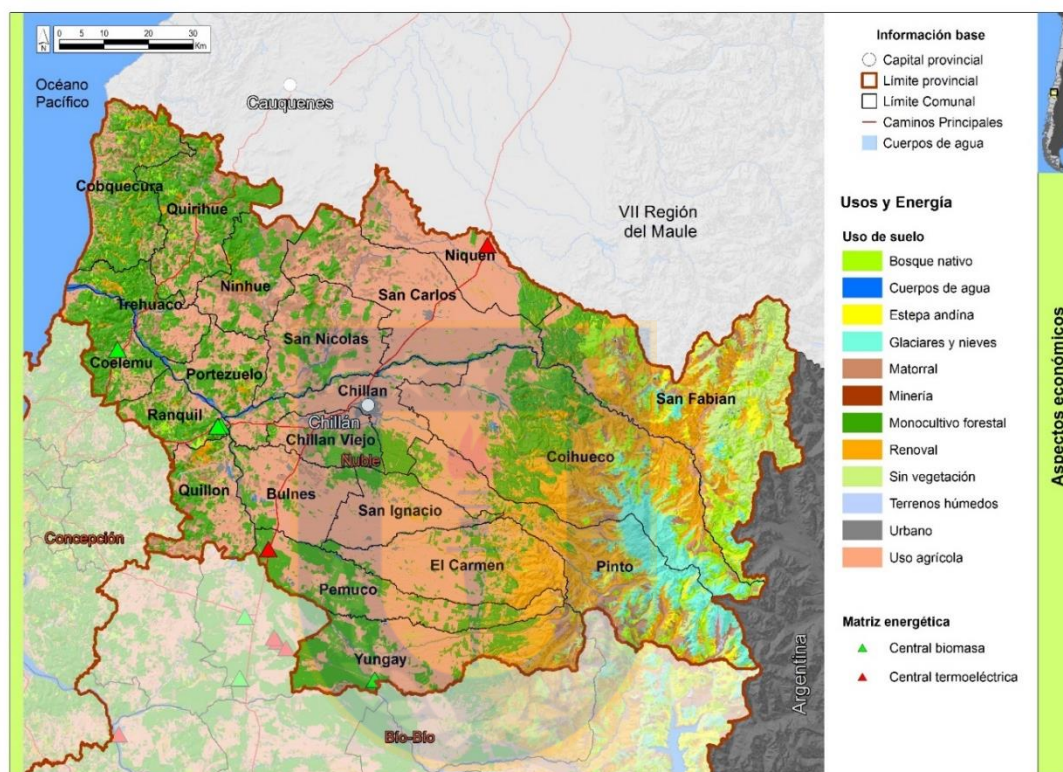 N
0 5 10 20 30
Km
Océano
Pacífico
Cauquenes
VII Región
del Maule
Cobquecura
Quirihue
Niquen
Ninhue
San Carlos
Trehuaco
San Nicolas
Coelemu
Portezuelo
Chillan
San Fabian
Ranquil
Chillán
Chillan Viejo
Ñuble
Coihueco
Quillon
Bulnes
San Ignacio
Concepción
El Carmen
Pinto
Pemuco
Yungay
Bío-Bío
Argentina
Información base
Capital provincial
Límite provincial
Límite Comunal
Caminos Principales
Cuerpos de agua
Usos y Energía
Uso de suelo
Bosque nativo
Cuerpos de agua
Estepa andína
Glaciares y nieves
Matorral
Minería
Monocultivo forestal
Renoval
Sin vegetación
Terrenos húmedos
Urbano
Uso agrícola
Matriz energética
Central biomasa
Central termoeléctrica
Aspectos económicos